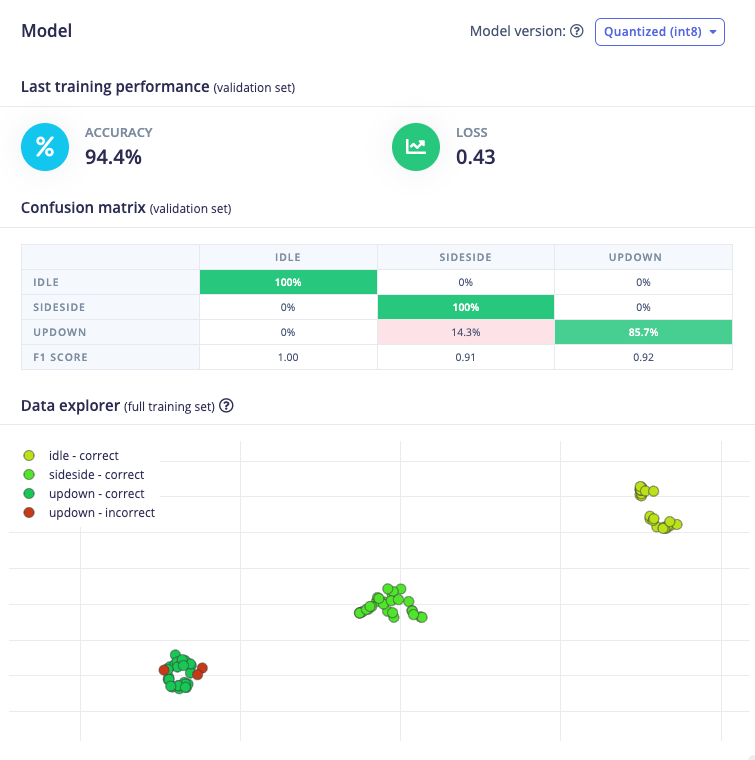 Model
Model version: Quantized (int8)
Last training performance (validation set)
% ACCURACY LOSS
94.4% 0.43
Confusion matrix (validation set)
IDLE SIDESIDE UPDOWN
IDLE 100% 0% 0%
SIDESIDE 0% 100% 0%
UPDOWN 0% 14.3% 85.7%
F1 SCORE 1.00 0.91 0.92
Data explorer (full training set) ?
idle - correct
sideside - correct
updown - correct
updown - incorrect